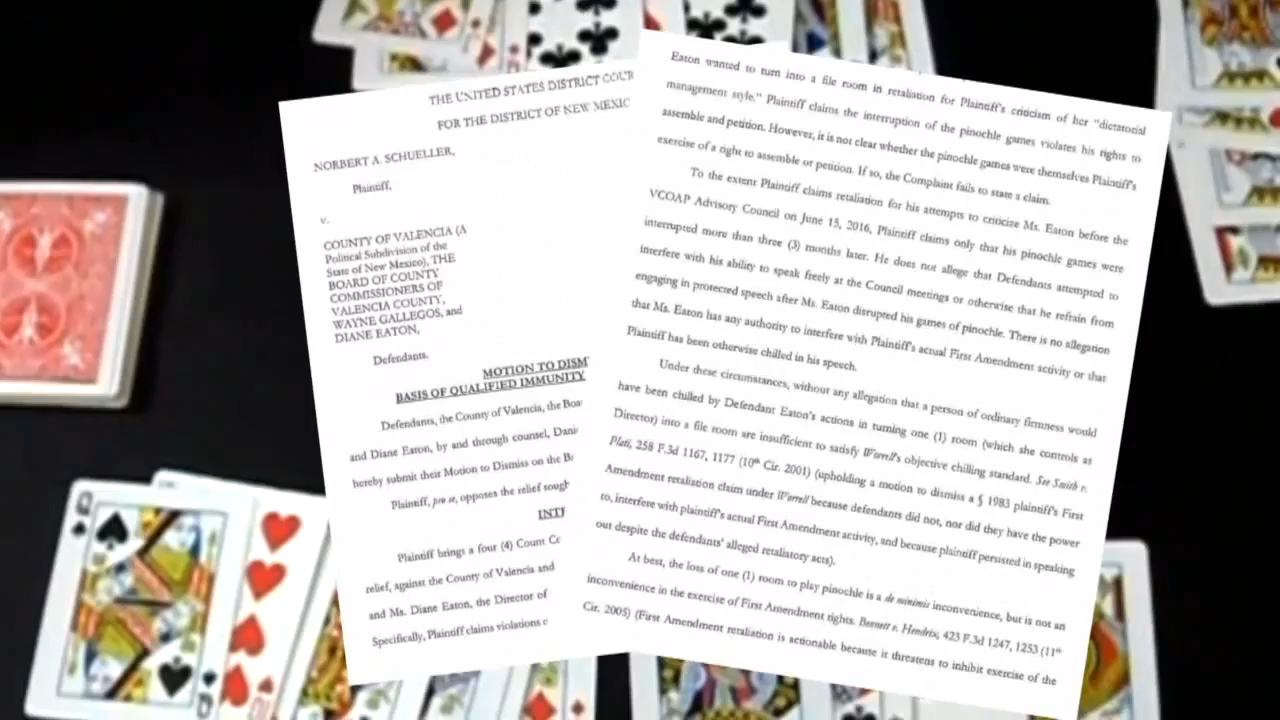 THE UNITED STATES DISTRICT COUR
FOR THE DISTRICT OF NEW MEXIC
NORBERT A. SCHUELLER,
Plaintiff,
v.
COUNTY OF VALENCIA (A
Political Subdivision of the
State of New Mexico), THE
BOARD OF COUNTY
COMMISSIONERS OF
VALENCIA COUNTY,
WAYNE GALLEGOS, and
DIANE EATON,
Defendants.
MOTION TO DISM
BASIS OF QUALIFIED IMMUNITY
Defendants, the County of Valencia, the Boa
and Diane Eaton, by and through counsel, Dani
hereby submit their Motion to Dismiss on the B
Plaintiff, pro se, opposes the relief sough
INT
Plaintiff brings a four (4) Count Co
relief, against the County of Valencia and
and Ms. Diane Eaton, the Director of
Specifically, Plaintiff claims violations o
Eaton wanted to turn into a file room in retaliation for Plaintiff's criticism of her "dictatorial
management style." Plaintiff claims the interruption of the pinochle games violates his rights to
assemble and petition. However, it is not clear whether the pinochle games were themselves Plaintiff's
exercise of a right to assemble or petition. If so, the Complaint fails to state a claim.
To the extent Plaintiff claims retaliation for his attempts to criticize Ms. Eaton before the
VCOAP Advisory Council on June 15, 2016, Plaintiff claims only that his pinochle games were
interrupted more than three (3) months later. He does not allege that Defendants attempted to
interfere with his ability to speak freely at the Council meetings or otherwise that he refrain from
engaging in protected speech after Ms. Eaton disrupted his games of pinochle. There is no allegation
that Ms. Eaton has any authority to interfere with Plaintiff's actual First Amendment activity or that
Plaintiff has been otherwise chilled in his speech.
Under these circumstances, without any allegation that a person of ordinary firmness would
have been chilled by Defendant Eaton's actions in turning one (1) room (which she controls as
Director) into a file room are insufficient to satisfy Worrell's objective chilling standard. See Smith v.
Plati, 258 F.3d 1167, 1177 (10th Cir. 2001) (upholding a motion to dismiss a § 1983 plaintiff's First
Amendment retaliation claim under Worrell because defendants did not, nor did they have the power
to, interfere with plaintiff's actual First Amendment activity, and because plaintiff persisted in speaking
out despite the defendants' alleged retaliatory acts).
At best, the loss of one (1) room to play pinochle is a de minimis inconvenience, but is not an
inconvenience in the exercise of First Amendment rights. Bennett v. Hendrix, 423 F.3d 1247, 1253 (11th
Cir. 2005) (First Amendment retaliation is actionable because it threatens to inhibit exercise of the
Q
10